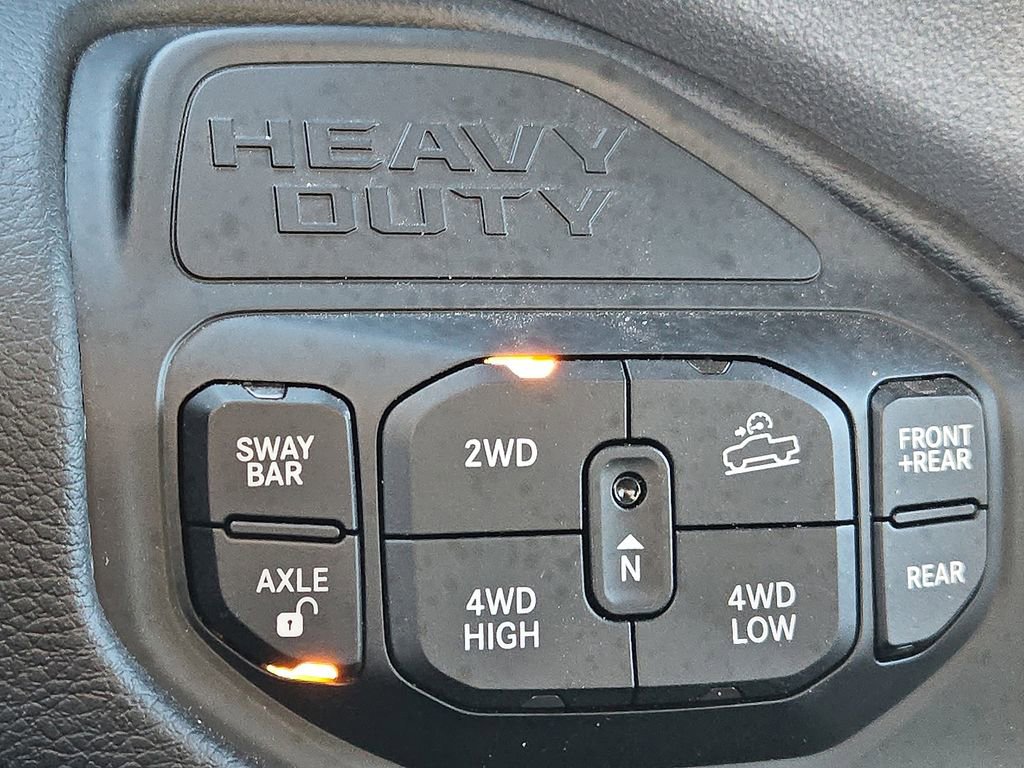 HEAVY
DUTY
SWAY
BAR
2WD
FRONT
+REAR
AXLE
4WD
HIGH
N
4WD
LOW
REAR